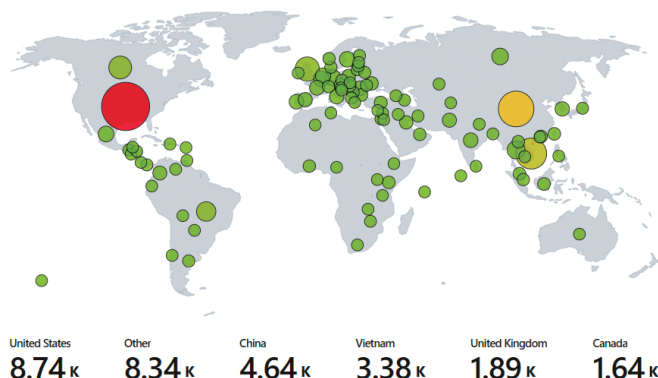 United States Other China Vietnam United Kingdom Canada
8.74 K 8.34 K 4.64 K 3.38 K 1.89 K 1.64 K